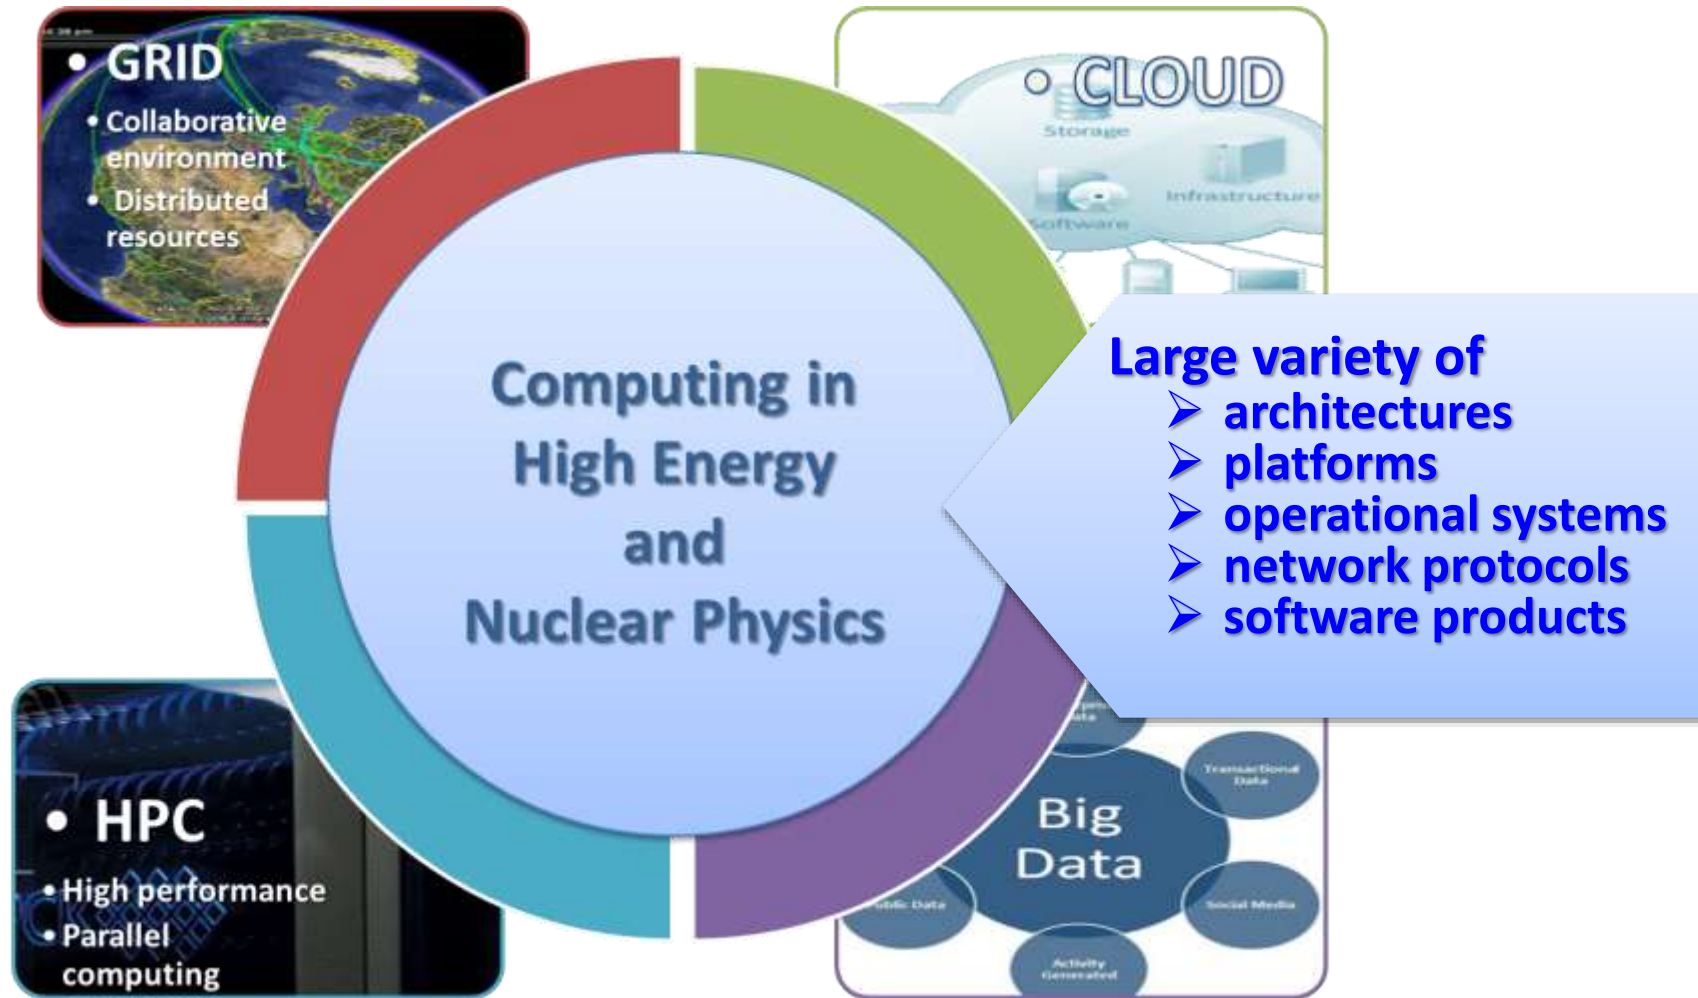 • GRID
• Collaborative
environment
• Distributed
resources
• CLOUD
Storage
Infrastructure
Software
Computing in
High Energy
and
Nuclear Physics
Large variety of
➢ architectures
➢ platforms
➢ operational systems
➢ network protocols
➢ software products
• HPC
• High performance
• Parallel
computing
Transactional
Data
Big
Data
Public Data
Social Media
Activity
Generated